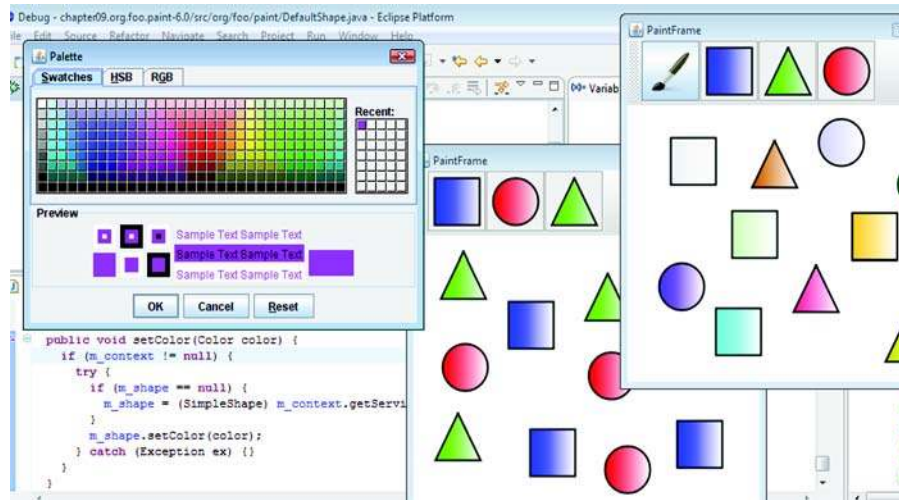 Debug - chapter09.org.foo.paint-6.0/src/org/foo/paint/DefaultShape.java - Eclipse Platform
File Edit Source Refactor Navigate Search Project Run Window Help
Palette
Swatches HSB RGB
Recent:
Preview
Sample Text Sample Text
Sample Text Sample Text
Sample Text Sample Text
OK Cancel Reset
Variab
PaintFrame
PaintFrame
public void setColor(Color color) {
if (m_context != null) {
try {
if (m_shape == null) {
m_shape = (SimpleShape) m_context.getServi
}
m_shape.setColor(color);
} catch (Exception ex) {}
}
}